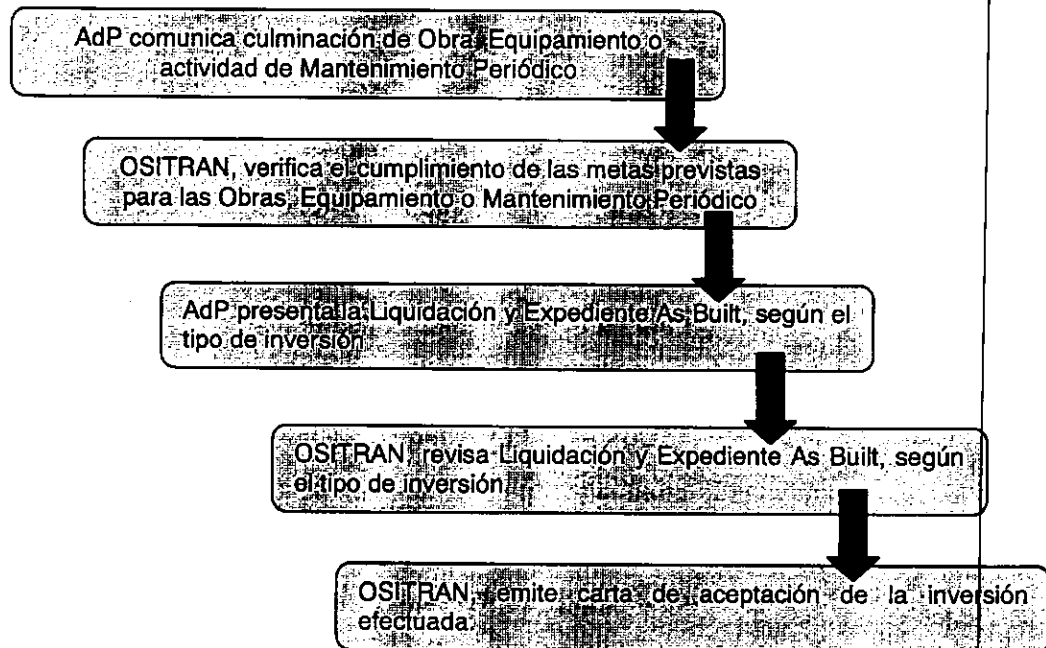 AdP comunica culminación de Obra, Equipamiento o
actividad de Mantenimiento Periódico
OSITRAN, verifica el cumplimiento de las metas previstas
para las Obras, Equipamiento o Mantenimiento Periódico
AdP presenta la Liquidación y Expediente As Built, según el
tipo de inversión
OSITRAN, revisa Liquidación y Expediente As Built, según
el tipo de inversión.
OSITRAN, emite carta de aceptación de la inversión
efectuada.